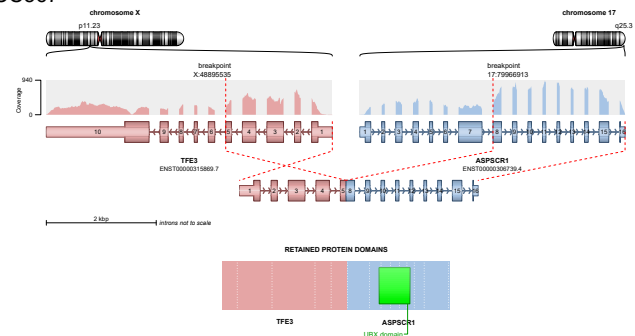 chromosome X
chromosome 17
p11.23
q25.3
breakpoint
X:48895535
breakpoint
17:79966913
940
0
Coverage
10 9 8 7 6 5 4 3 2 1
1 2 3 4 5 6 7 8 9 10 11 12 13 14 15 16
TFE3
ENST00000315869.7
ASPSCR1
ENST00000306739.4
1 2 3 4 5 8 9 10 11 12 13 14 15 16
2 kbp
introns not to scale
RETAINED PROTEIN DOMAINS
TFE3
ASPSCR1
UBX domain